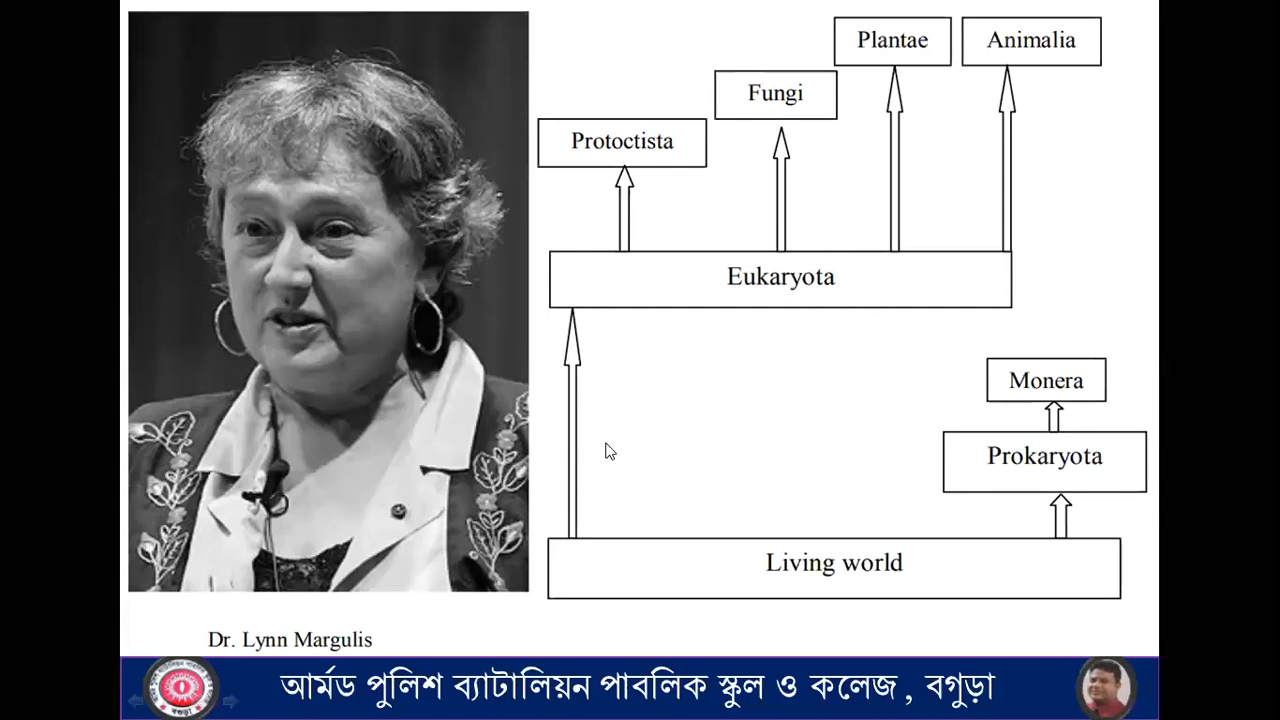 Plantae
Animalia
Fungi
Protoctista
Eukaryota
Monera
Prokaryota
Living world
Dr. Lynn Margulis
আর্মড পুলিশ ব্যাটালিয়ন পাবলিক স্কুল ও কলেজ, বগুড়া